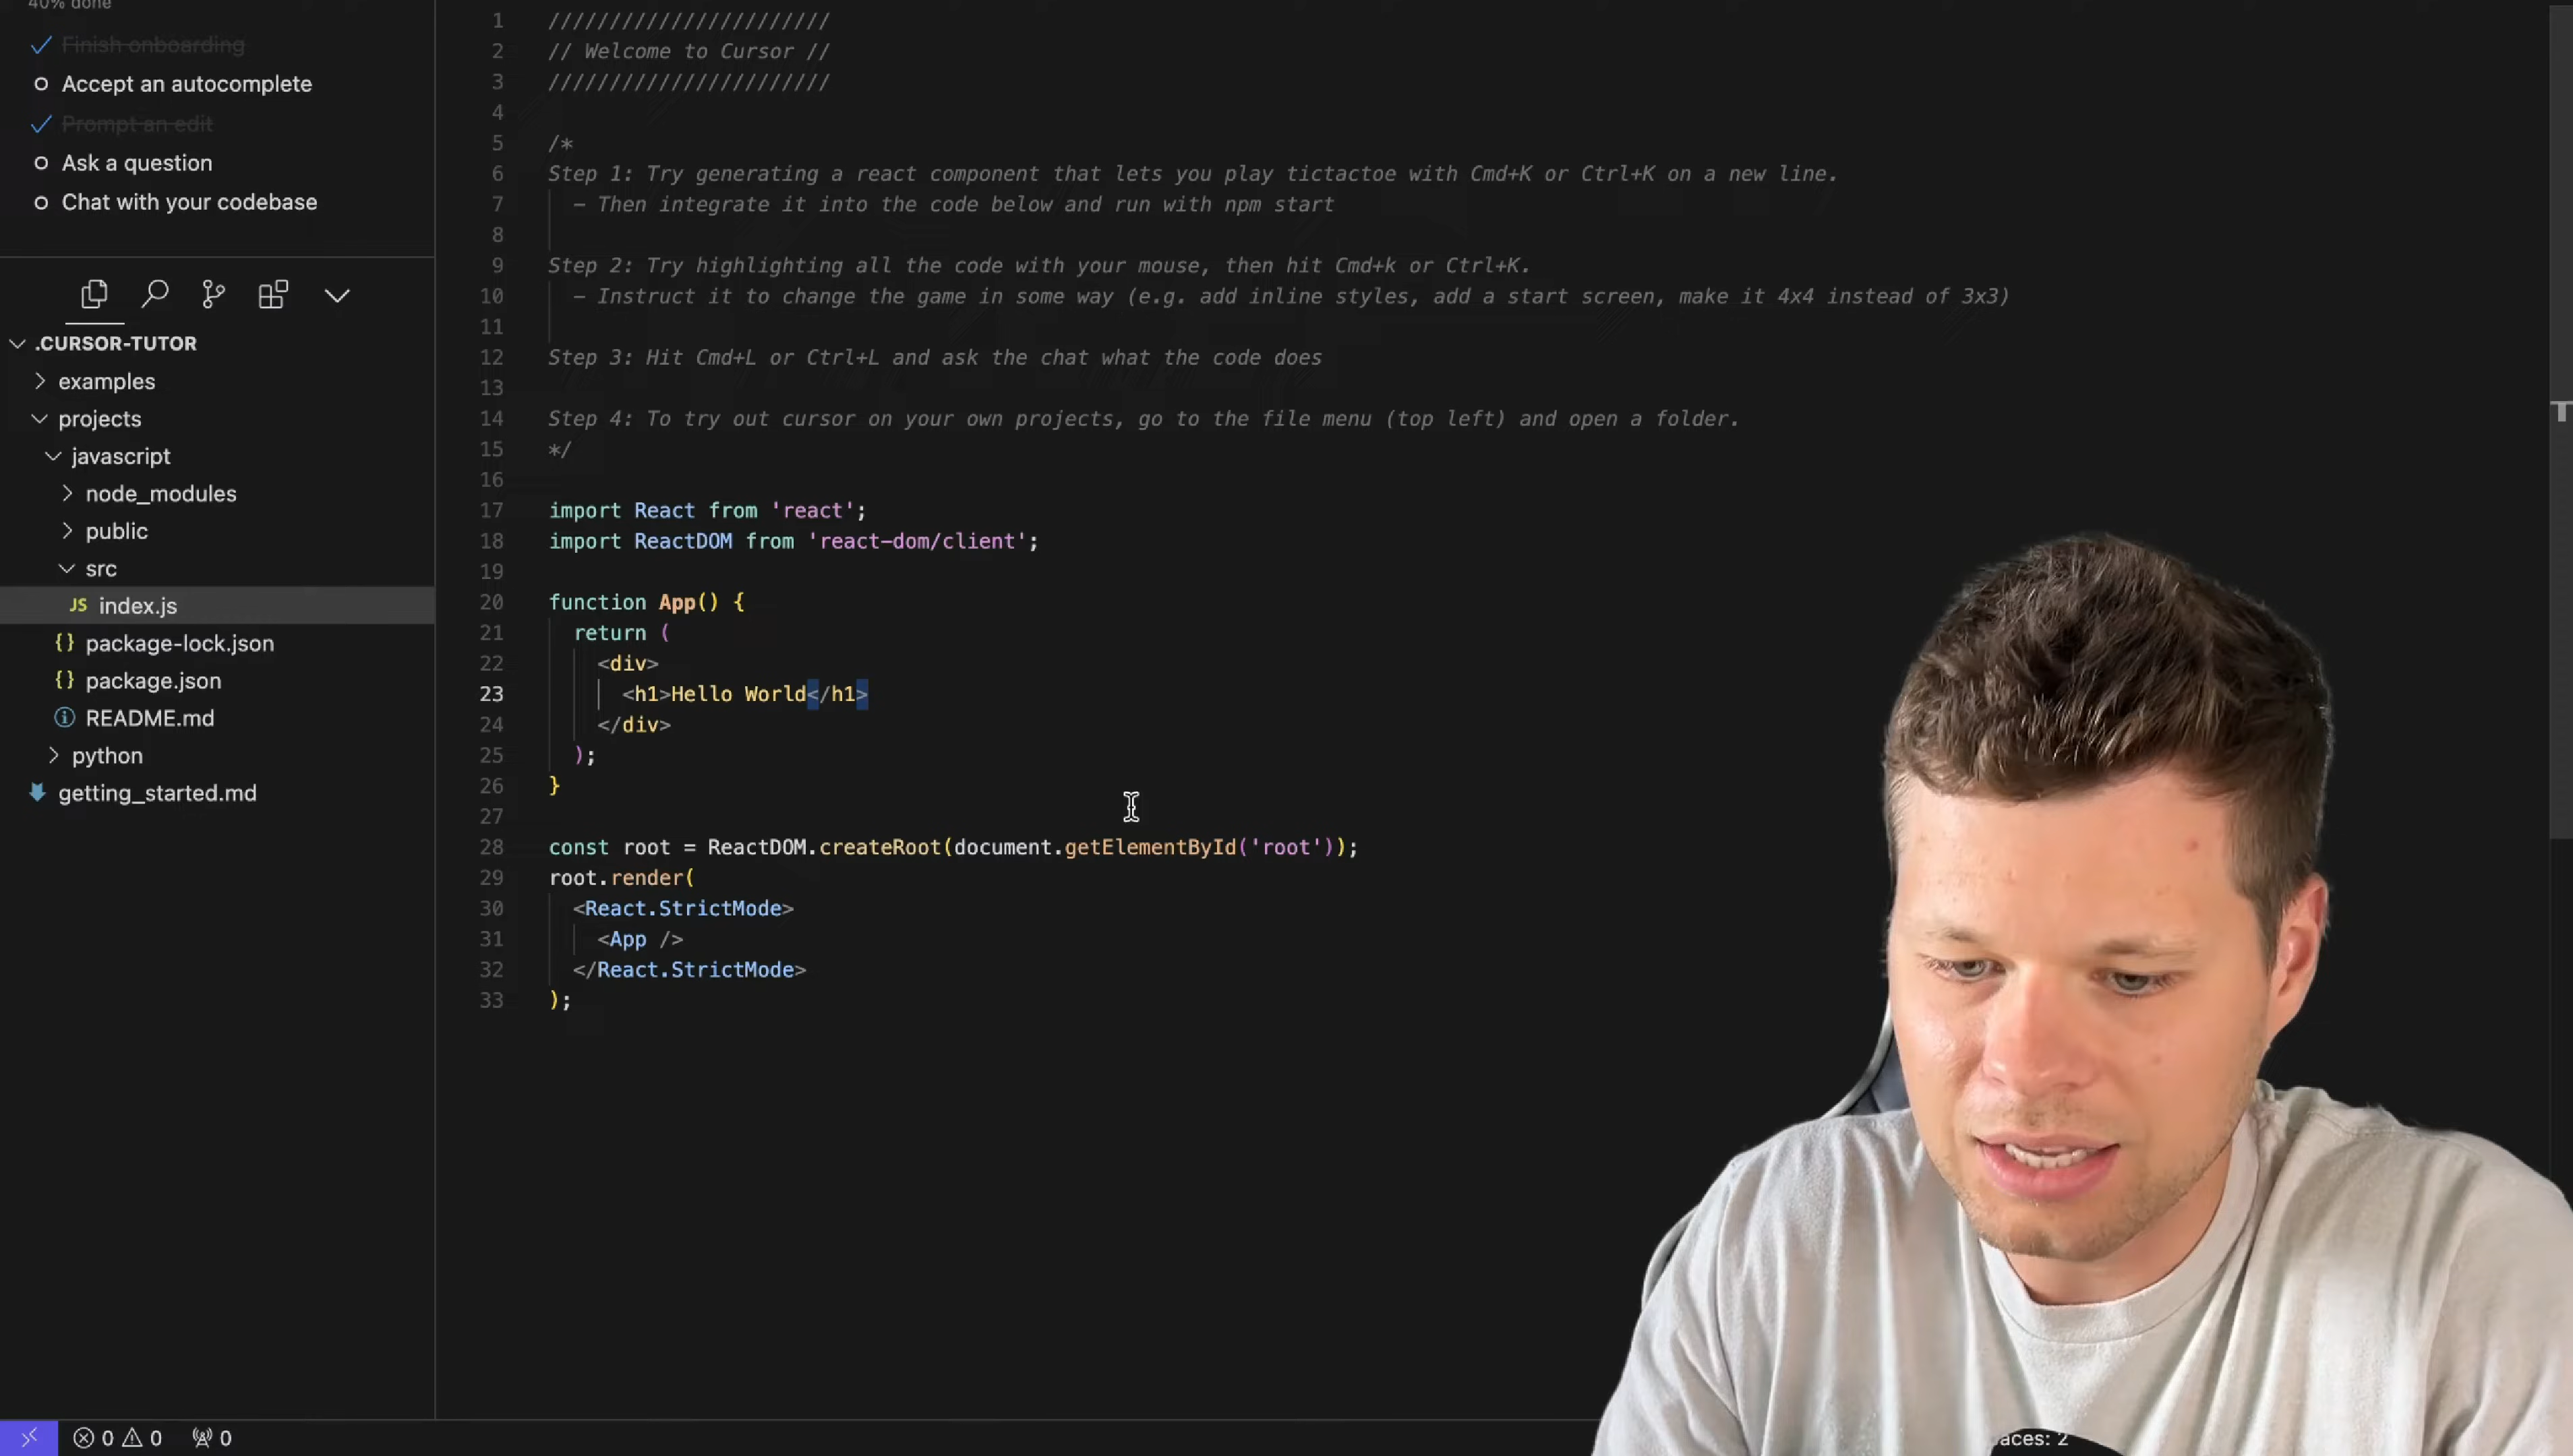 40% done
Finish onboarding
Accept an autocomplete
Prompt an edit
Ask a question
Chat with your codebase
.CURSOR-TUTOR
examples
projects
javascript
node_modules
public
src
JS index.js
{} package-lock.json
{} package.json
README.md
python
getting_started.md
1 ///////////////////////
2 // Welcome to Cursor //
3 ///////////////////////
4
5 /*
6 Step 1: Try generating a react component that lets you play tictactoe with Cmd+K or Ctrl+K on a new line.
7 - Then integrate it into the code below and run with npm start
8
9 Step 2: Try highlighting all the code with your mouse, then hit Cmd+k or Ctrl+K.
10 - Instruct it to change the game in some way (e.g. add inline styles, add a start screen, make it 4x4 instead of 3x3)
11
12 Step 3: Hit Cmd+L or Ctrl+L and ask the chat what the code does
13
14 Step 4: To try out cursor on your own projects, go to the file menu (top left) and open a folder.
15 */
16
17 import React from 'react';
18 import ReactDOM from 'react-dom/client';
19
20 function App() {
21 return (
22 <div>
23 <h1>Hello World</h1>
24 </div>
25 );
26 }
27
28 const root = ReactDOM.createRoot(document.getElementById('root'));
29 root.render(
30 <React.StrictMode>
31 <App />
32 </React.StrictMode>
33 );
0 0 0
aces: 2